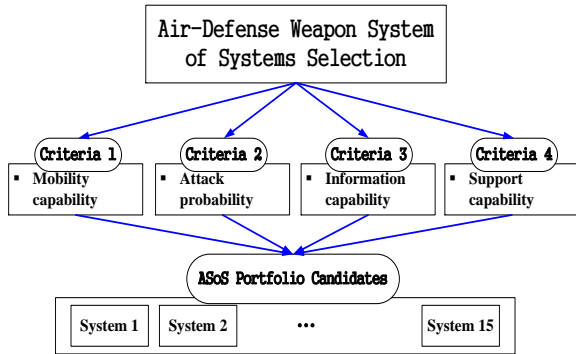 Air-Defense Weapon System
of Systems Selection
Criteria 1
▪ Mobility
capability
Criteria 2
▪ Attack
probability
Criteria 3
▪ Information
capability
Criteria 4
▪ Support
capability
ASoS Portfolio Candidates
System 1
System 2
...
System 15